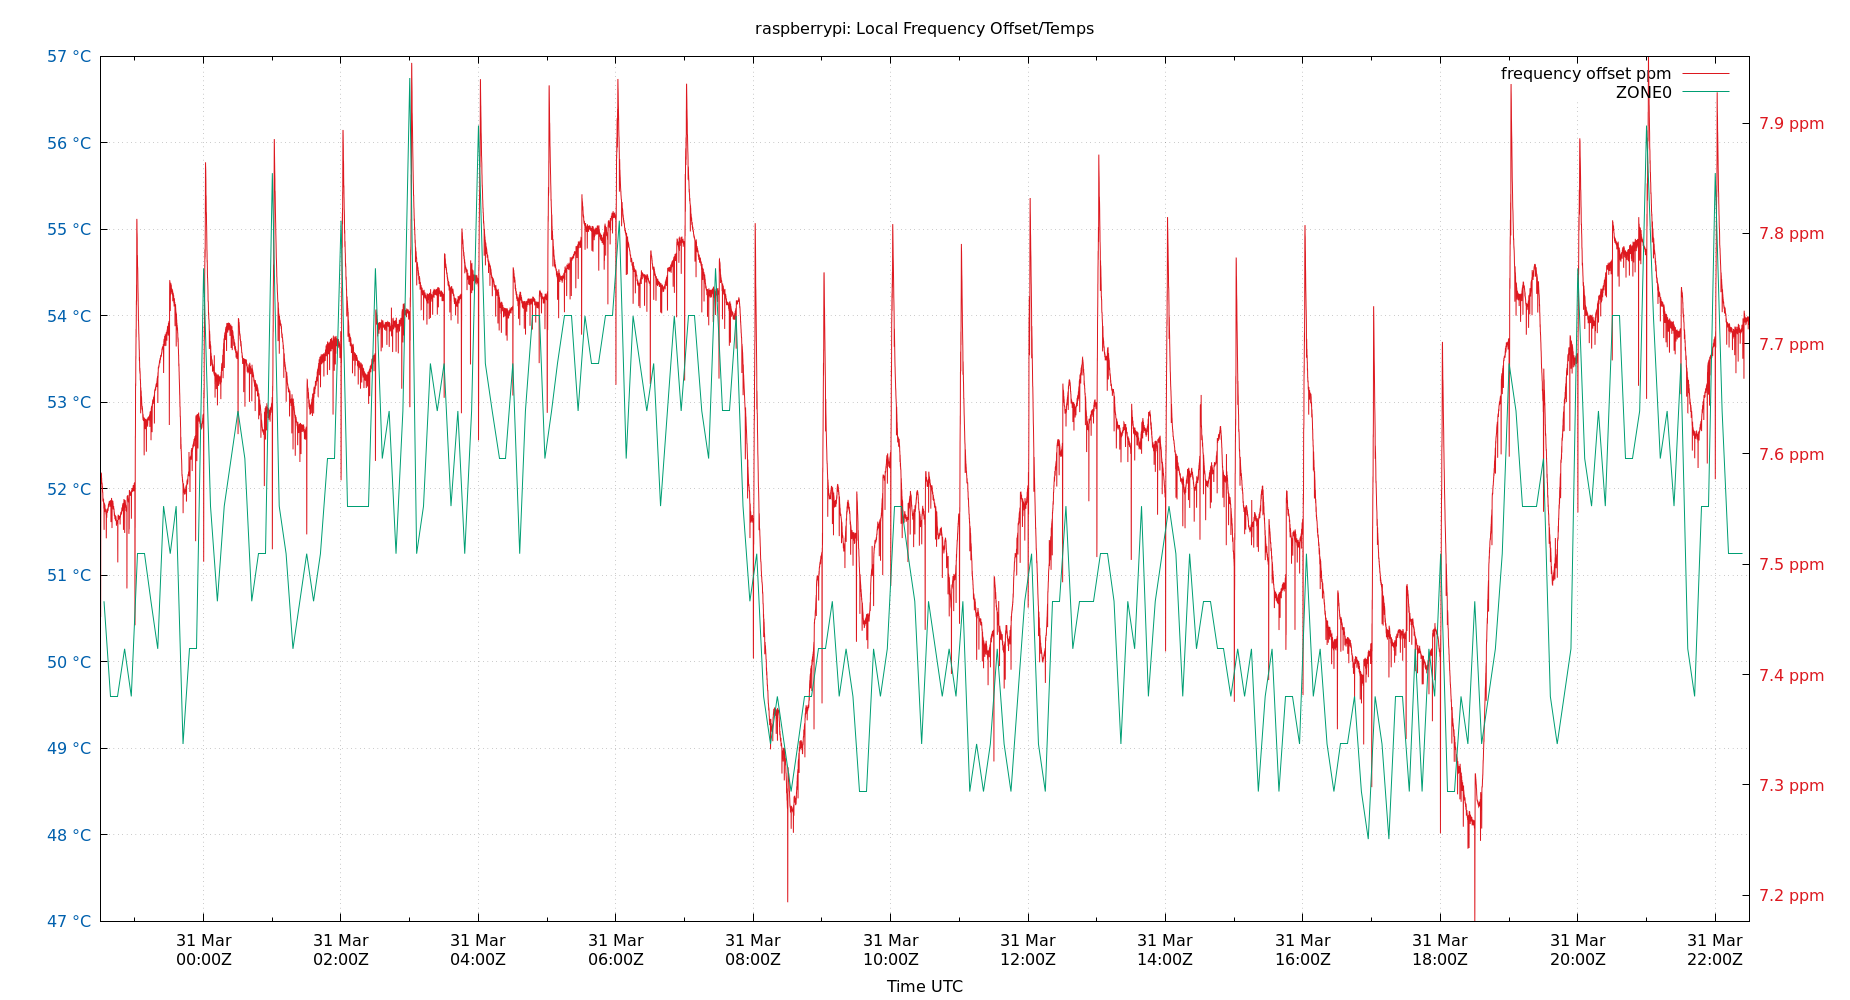 raspberrypi: Local Frequency Offset/Temps
57 °C
56 °C
55 °C
54 °C
53 °C
52 °C
51 °C
50 °C
49 °C
48 °C
47 °C
frequency offset ppm
ZONE0
7.9 ppm
7.8 ppm
7.7 ppm
7.6 ppm
7.5 ppm
7.4 ppm
7.3 ppm
7.2 ppm
31 Mar 31 Mar 31 Mar 31 Mar 31 Mar 31 Mar 31 Mar 31 Mar 31 Mar 31 Mar 31 Mar 31 Mar
00:00Z 02:00Z 04:00Z 06:00Z 08:00Z 10:00Z 12:00Z 14:00Z 16:00Z 18:00Z 20:00Z 22:00Z
Time UTC